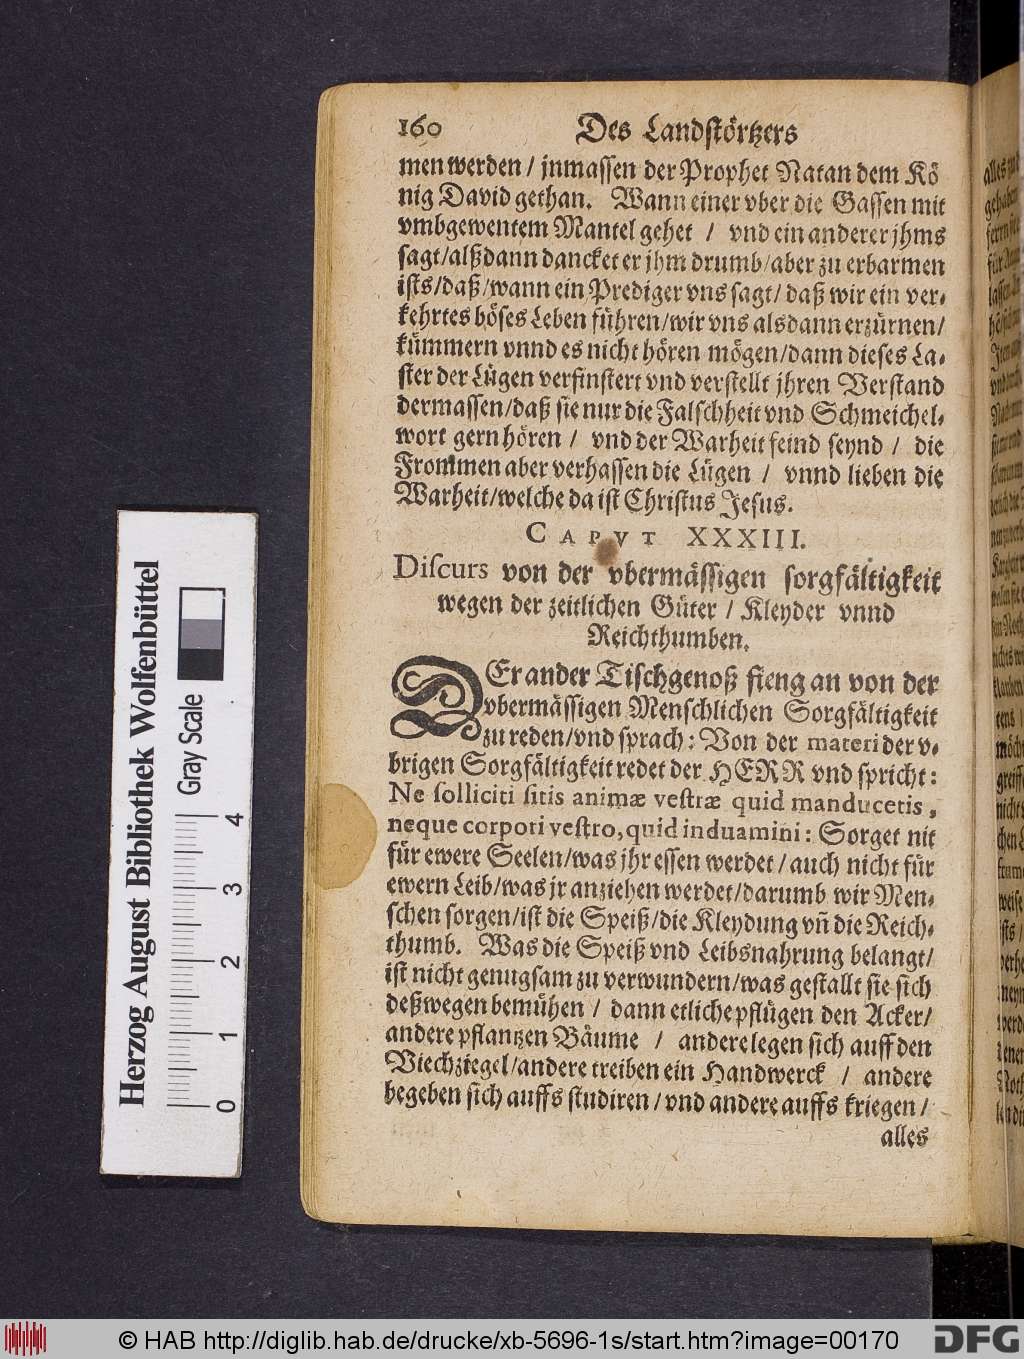 160 Des Landstörtzers
men werden / jnmassen der Prophet Natan dem Kö
nig David gethan. Wann einer vber die Gassen mit
vmbgewentem Mantel gehet / vnd ein anderer jhms
sagt/alßdann dancket er jhm drumb/aber zu erbarmen
ists/daß/wann ein Prediger vns sagt/ daß wir ein ver-
kehrtes böses Leben führen/wir vns alsdann erzürnen/
kümmern vnnd es nicht hören mögen/dann dieses La-
ster der Lügen verfinstert vnd verstellt jhren Verstand
dermassen/daß sie nur die Falschheit vnd Schmeichel-
wort gern hören / vnd der Warheit feind seynd / die
Frommen aber verhassen die Lügen / vnnd lieben die
Warheit/welche da ist Christus Jesus.
CAPVT XXXIII.
Discurs von der vbermässigen sorgfältigkeit
wegen der zeitlichen Güter / Kleyder vnnd
Reichthumben.
DEr ander Tischgenoß fieng an von der
vbermässigen Menschlichen Sorgfältigkeit
zu reden/vnd sprach: Von der materi der v-
brigen Sorgfältigkeit redet der HERR vnd spricht:
Ne solliciti sitis animæ vestræ quid manducetis,
neque corpori vestro, quid induamini: Sorget nit
für ewere Seelen/was jhr essen werdet / auch nicht für
ewern Leib/was jr anziehen werdet/darumb wir Men-
schen sorgen/ist die Speiß/die Kleydung vñ die Reich-
thumb. Was die Speiß vnd Leibsnahrung belangt/
ist nicht genugsam zu verwundern/was gestallt sie sich
deßwegen bemühen / dann etliche pflügen den Acker/
andere pflantzen Bäume / andere legen sich auff den
Viechziegel/andere treiben ein Handwerck / andere
begeben sich auffs studiren / vnd andere auffs kriegen /
alles
Herzog August Bibliothek Wolfenbüttel
Gray Scale
0 1 2 3 4
© HAB http://diglib.hab.de/drucke/xb-5696-1s/start.htm?image=00170
DFG